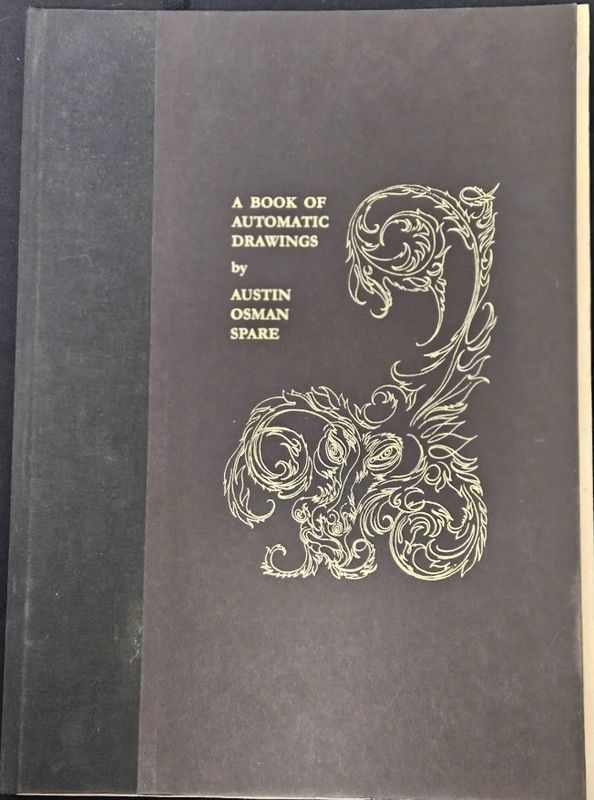 A BOOK OF
AUTOMATIC
DRAWINGS
by
AUSTIN
OSMAN
SPARE